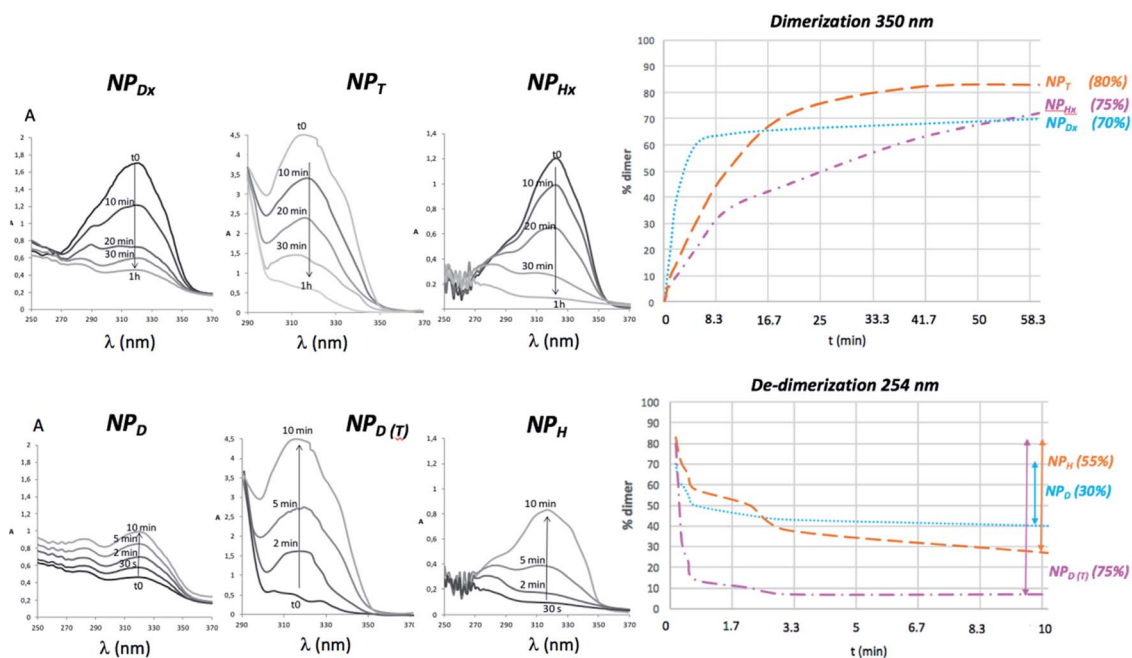 NPDx
A
2
1,8
1,6
1,4
1,2
1
0,8
0,6
0,4
0,2
0
A
t0
10 min
20 min
30 min
1h
250 270 290 310 330 350 370
λ (nm)
NPT
4,5
4
3,5
3
2,5
2
1,5
1
0,5
0
A
t0
10 min
20 min
30 min
1h
290 310 330 350 370
λ (nm)
NPHx
1,4
1,2
1
0,8
0,6
0,4
0,2
A
t0
10 min
20 min
30 min
1h
250 270 290 310 330 350 370
λ (nm)
Dimerization 350 nm
% dimer
100
90
80
70
60
50
40
30
20
10
0
NPT (80%)
NPHx (75%)
NPDx (70%)
0 8.3 16.7 25 33.3 41.7 50 58.3
t (min)
NPD
A
2
1,8
1,6
1,4
1,2
1
0,8
0,6
0,4
0,2
0
A
10 min
5 min
2 min
30 s
t0
250 270 290 310 330 350 370
λ (nm)
NPD (T)
4,5
4
3,5
3
2,5
2
1,5
1
0,5
0
A
10 min
5 min
2 min
t0
290 310 330 350 370
λ (nm)
NPH
1,4
1,2
1
0,8
0,6
0,4
0,2
0
A
10 min
5 min
2 min
30 s
250 270 290 310 330 350 370
λ (nm)
De-dimerization 254 nm
% dimer
100
90
80
70
60
50
40
30
20
10
0
NPH (55%)
NPD (30%)
NPD (T) (75%)
0 1.7 3.3 5 6.7 8.3 10
t (min)